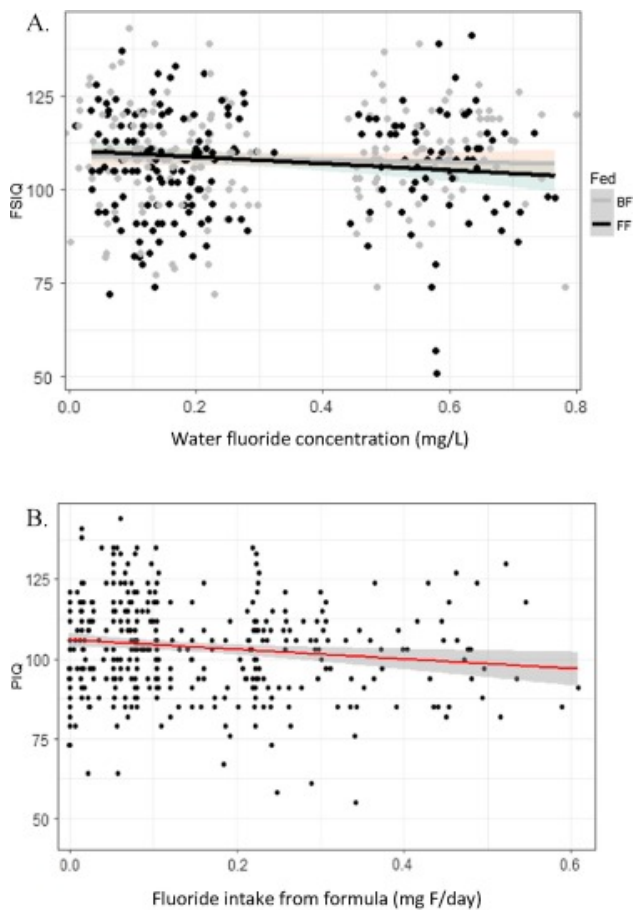 A.
125
100
75
50
FSIQ
0.0 0.2 0.4 0.6 0.8
Water fluoride concentration (mg/L)
Fed
BF
FF
B.
125
100
75
50
PIQ
0.0 0.2 0.4 0.6
Fluoride intake from formula (mg F/day)